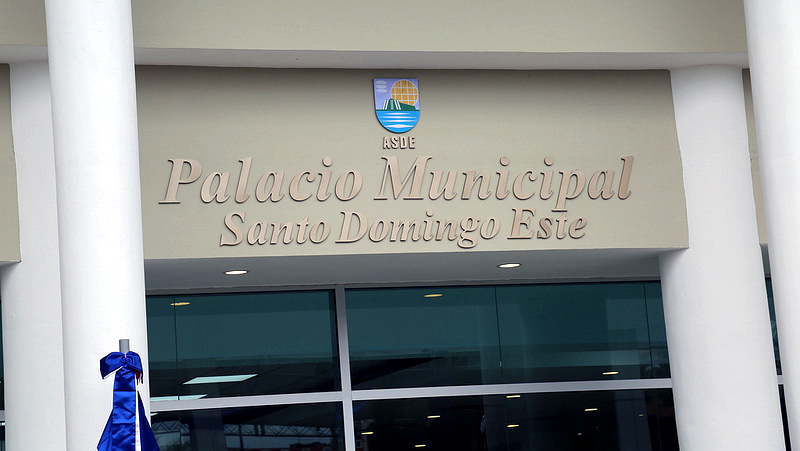 ASDE
Palacio Municipal
Santo Domingo Este